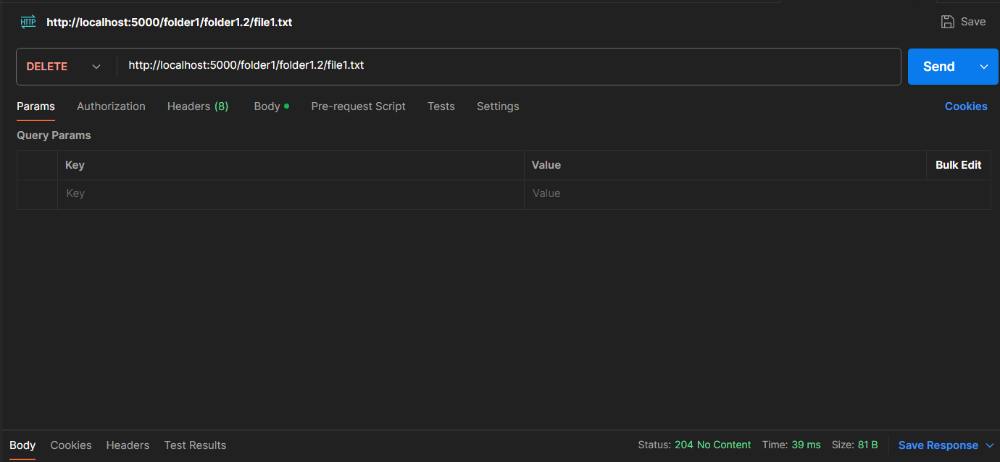 HTTP http://localhost:5000/folder1/folder1.2/file1.txt Save
DELETE http://localhost:5000/folder1/folder1.2/file1.txt Send
Params Authorization Headers (8) Body Pre-request Script Tests Settings Cookies
Query Params
Key Value Bulk Edit
Key Value
Body Cookies Headers Test Results Status: 204 No Content Time: 39 ms Size: 81 B Save Response